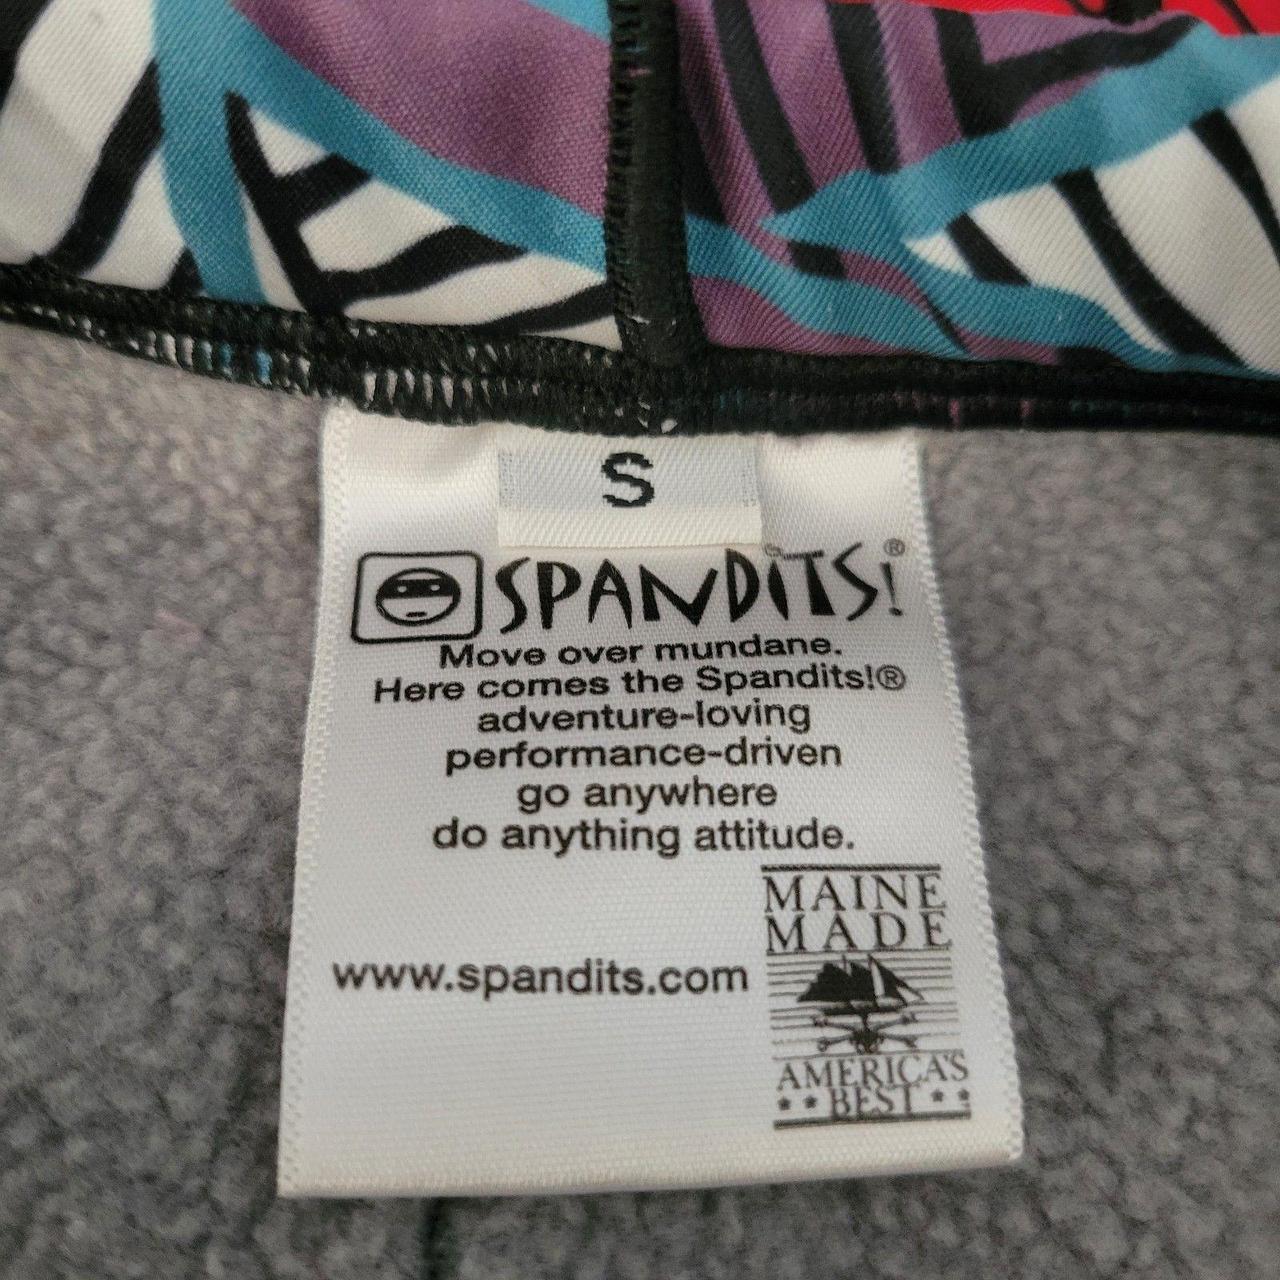 S
SPANDITS!®
Move over mundane.
Here comes the Spandits!®
adventure-loving
performance-driven
go anywhere
do anything attitude.
MAINE
MADE
www.spandits.com
AMERICA'S
** BEST **